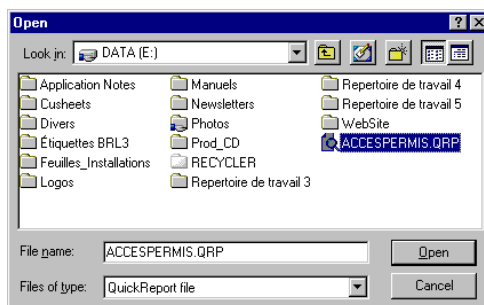 Open
Look in: DATA (E:)
Application Notes Manuels Repertoire de travail 4
Cusheets Newsletters Repertoire de travail 5
Divers Photos WebSite
Étiquettes BRL3 Prod_CD ACCESPERMIS.QRP
Feuilles_Installations RECYCLER
Logos Repertoire de travail 3
File name: ACCESPERMIS.QRP Open
Files of type: QuickReport file Cancel